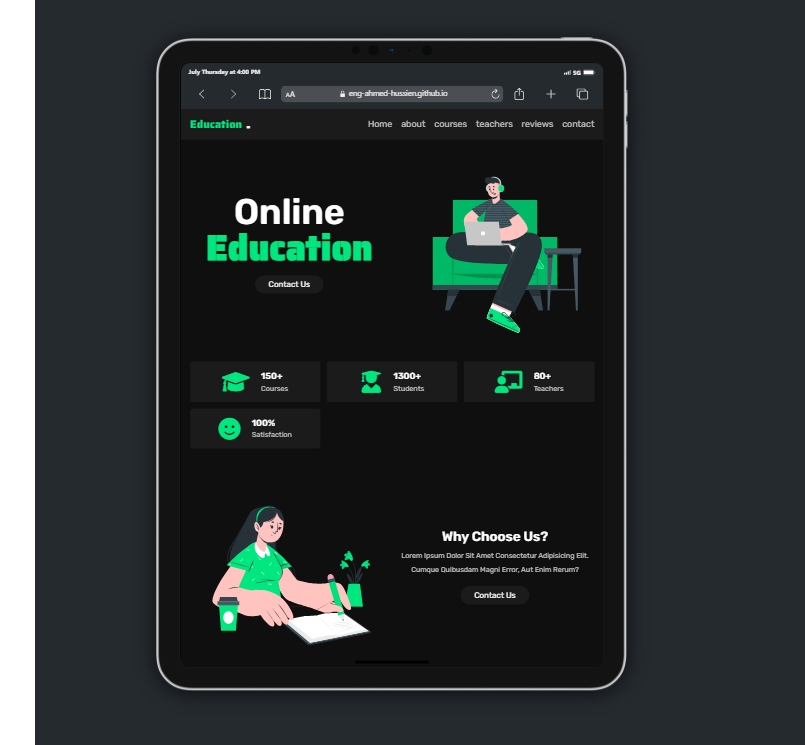 July Thursday at 4:00 PM
5G
AA
eng-ahmed-hussien.github.io
Education .
Home about courses teachers reviews contact
Online
Education
Contact Us
150+
Courses
1300+
Students
80+
Teachers
100%
Satisfaction
Why Choose Us?
Lorem Ipsum Dolor Sit Amet Consectetur Adipisicing Elit.
Cumque Quibusdam Magni Error, Aut Enim Rerum?
Contact Us